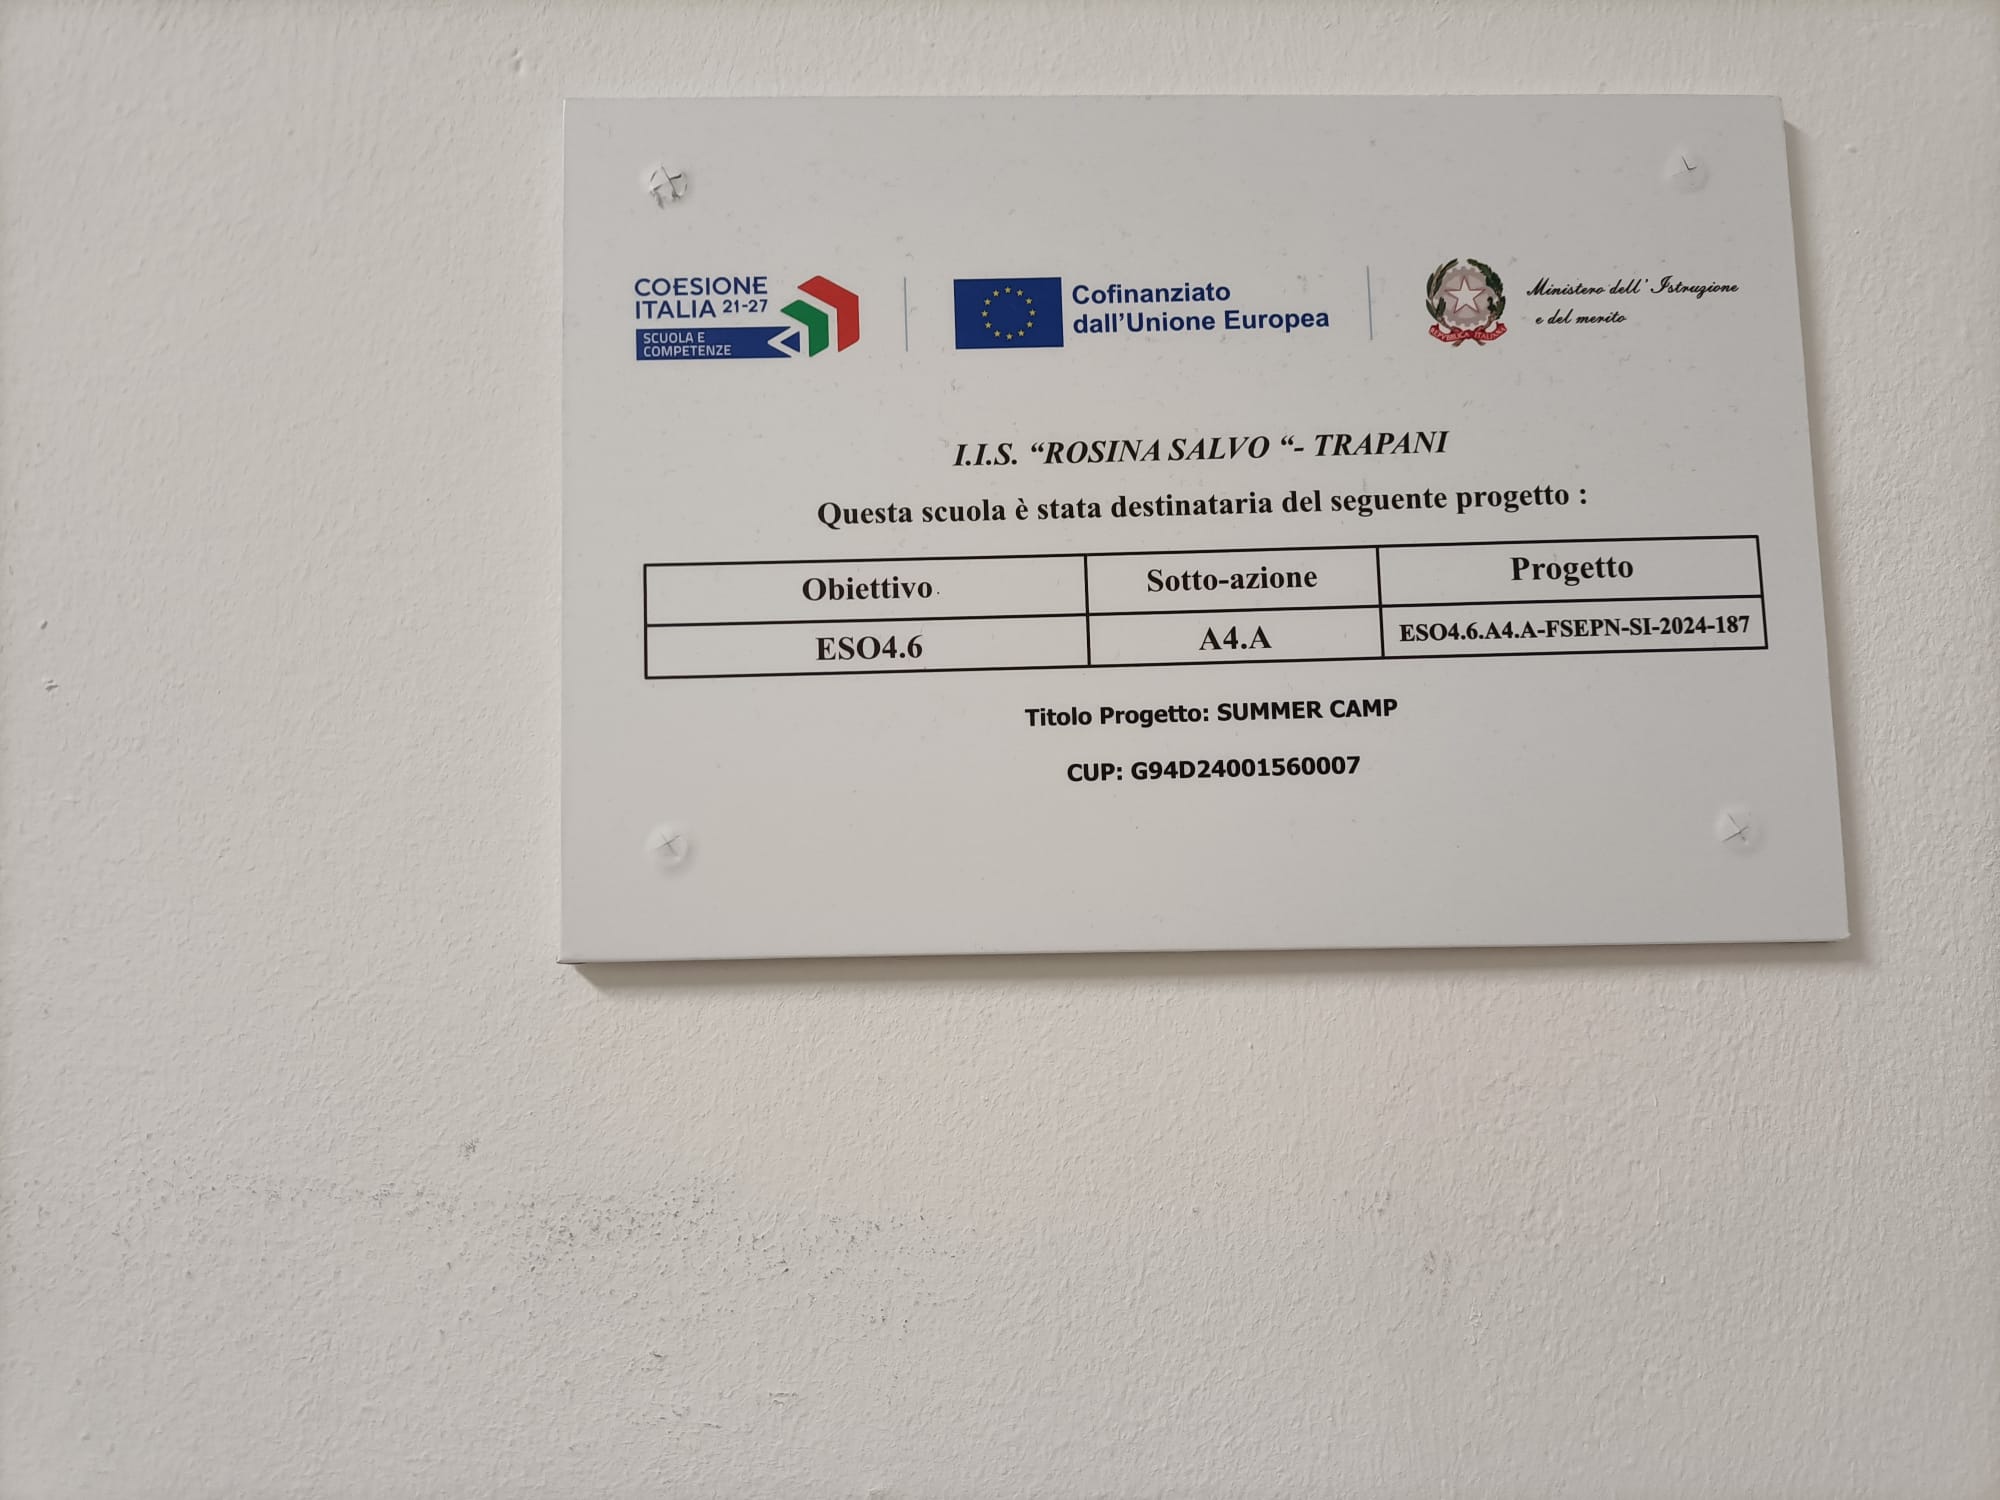 COESIONE
ITALIA 21-27
SCUOLA E
COMPETENZE
Cofinanziato
dall'Unione Europea
Ministero dell' Istruzione
e del merito
REPVBBLICA ITALIANA
I.I.S. “ROSINA SALVO “- TRAPANI
Questa scuola è stata destinataria del seguente progetto :
Obiettivo Sotto-azione Progetto
ESO4.6 A4.A ESO4.6.A4.A-FSEPN-SI-2024-187
Titolo Progetto: SUMMER CAMP
CUP: G94D24001560007